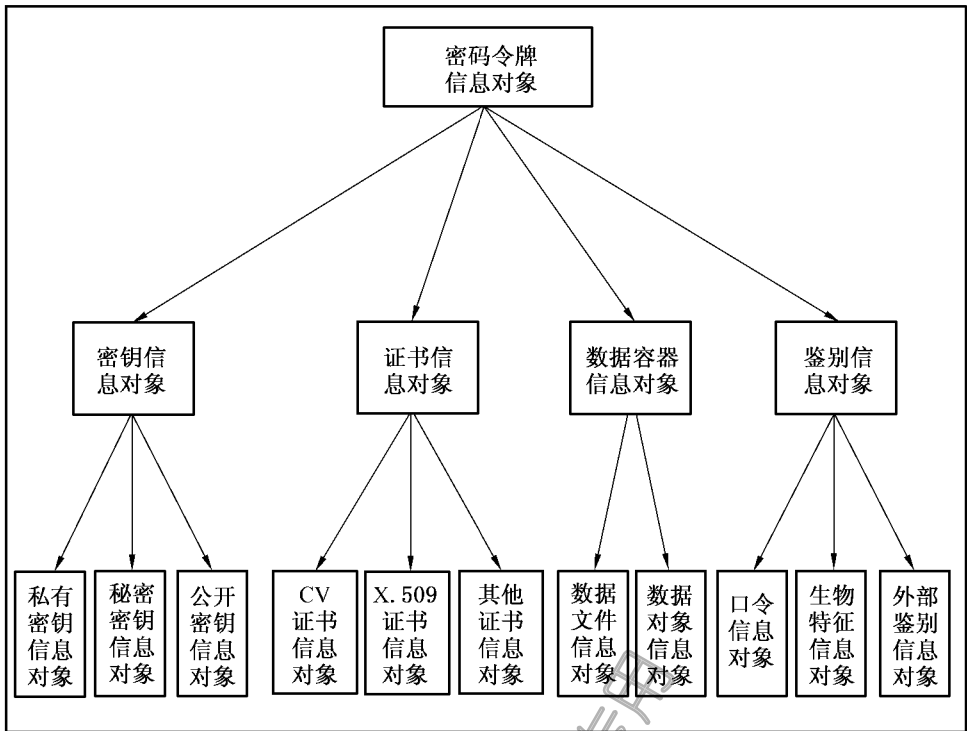 密码令牌
信息对象
密钥信
息对象
证书信
息对象
数据容器
信息对象
鉴别信
息对象
私有
密钥
信息
对象
秘密
密钥
信息
对象
公开
密钥
信息
对象
CV
证书
信息
对象
X. 509
证书
信息
对象
其他
证书
信息
对象
数据
文件
信息
对象
数据
对象
信息
对象
口令
信息
对象
生物
特征
信息
对象
外部
鉴别
信息
对象
用